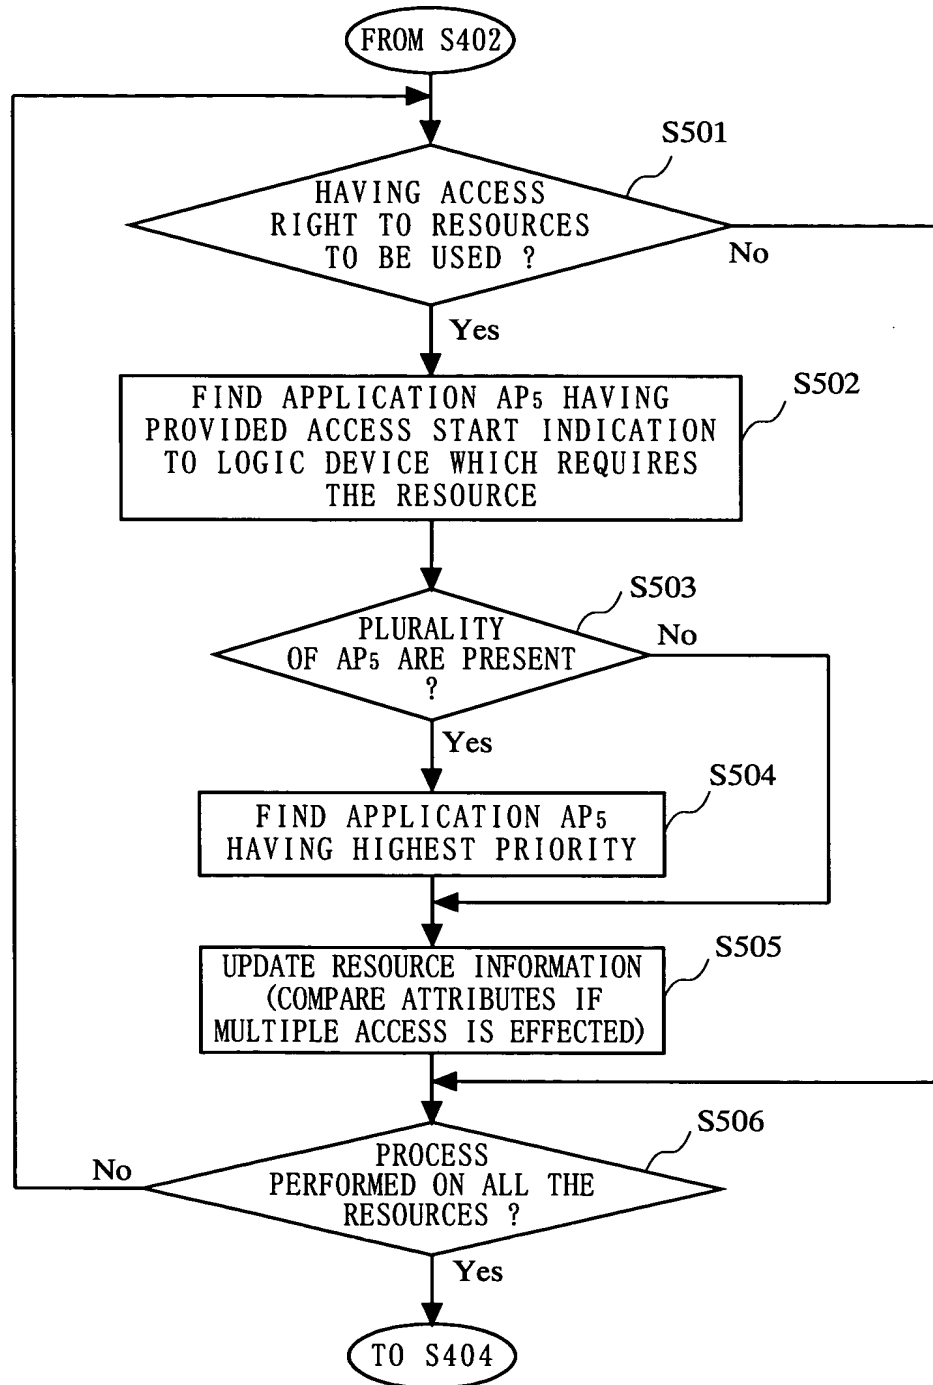 FROM S402
S501
HAVING ACCESS
RIGHT TO RESOURCES
TO BE USED ?
No
Yes
S502
FIND APPLICATION AP5 HAVING
PROVIDED ACCESS START INDICATION
TO LOGIC DEVICE WHICH REQUIRES
THE RESOURCE
S503
PLURALITY
OF AP5 ARE PRESENT
?
No
Yes
S504
FIND APPLICATION AP5
HAVING HIGHEST PRIORITY
S505
UPDATE RESOURCE INFORMATION
(COMPARE ATTRIBUTES IF
MULTIPLE ACCESS IS EFFECTED)
S506
PROCESS
PERFORMED ON ALL THE
RESOURCES ?
No
Yes
TO S404